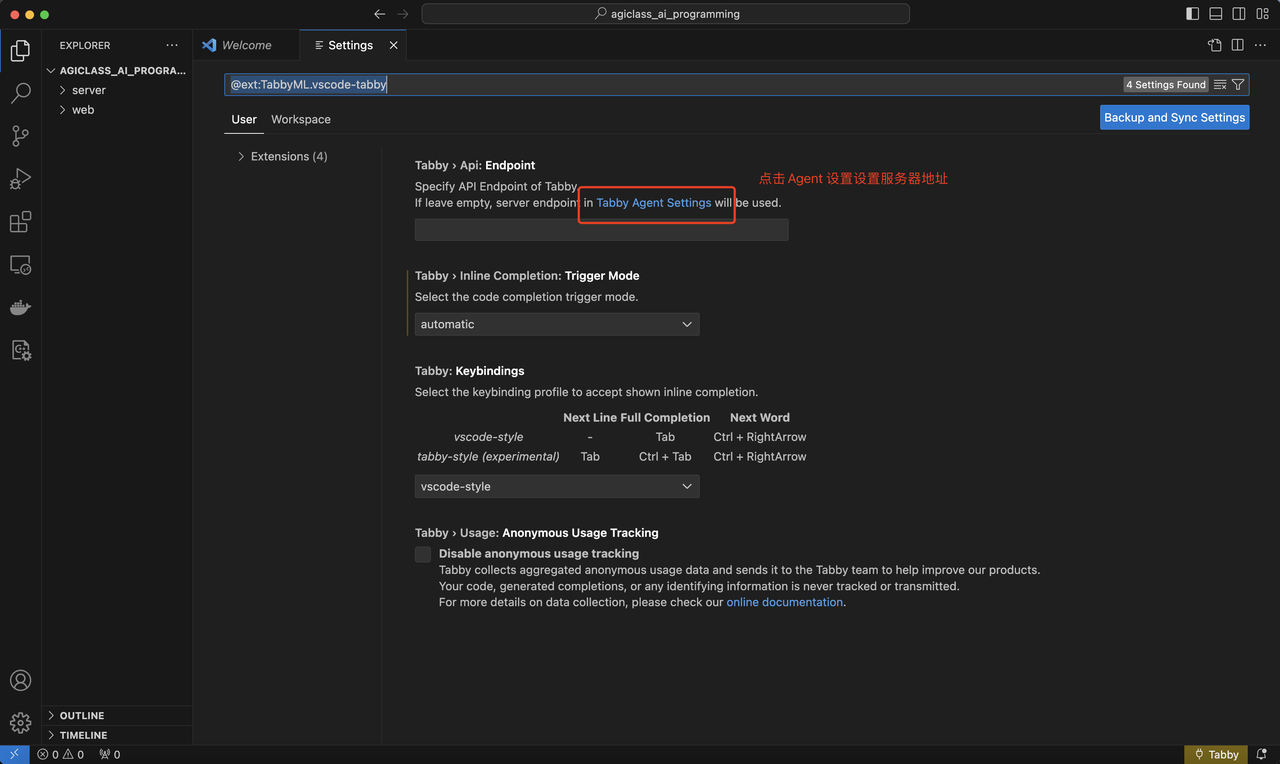 agiclass_ai_programming
EXPLORER
Welcome
Settings
AGICLASS_AI_PROGRA...
server
web
@ext:TabbyML.vscode-tabby
4 Settings Found
User
Workspace
Backup and Sync Settings
Extensions (4)
Tabby › Api: Endpoint
Specify API Endpoint of Tabby.
If leave empty, server endpoint in Tabby Agent Settings will be used.
点击 Agent 设置设置服务器地址
Tabby › Inline Completion: Trigger Mode
Select the code completion trigger mode.
automatic
Tabby: Keybindings
Select the keybinding profile to accept shown inline completion.
Next Line Full Completion Next Word
vscode-style - Tab Ctrl + RightArrow
tabby-style (experimental) Tab Ctrl + Tab Ctrl + RightArrow
vscode-style
Tabby › Usage: Anonymous Usage Tracking
Disable anonymous usage tracking
Tabby collects aggregated anonymous usage data and sends it to the Tabby team to help improve our products.
Your code, generated completions, or any identifying information is never tracked or transmitted.
For more details on data collection, please check our online documentation.
OUTLINE
TIMELINE
0 0 0
Tabby